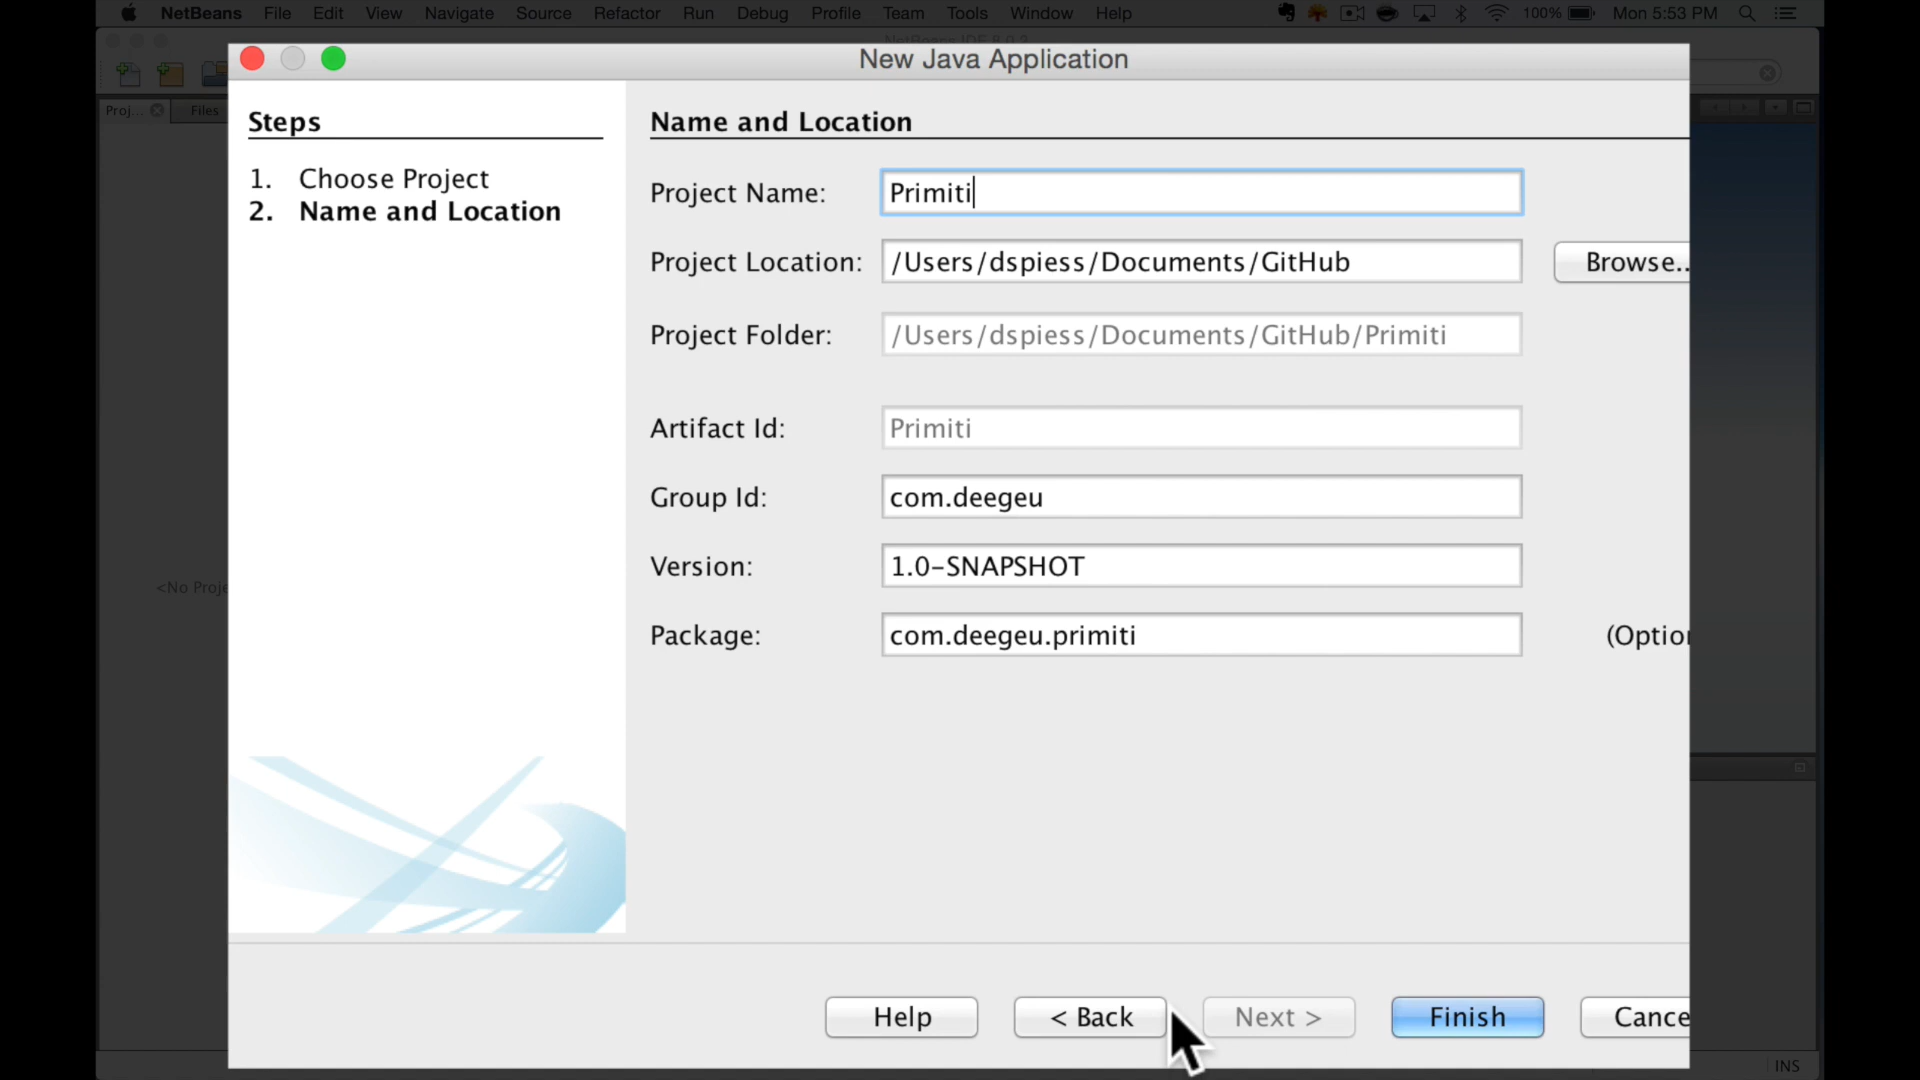 NetBeans File Edit View Navigate Source Refactor Run Debug Profile Team Tools Window Help 100% Mon 5:53 PM
New Java Application
Proj... Files
Steps
1. Choose Project
2. Name and Location
Name and Location
Project Name: Primiti
Project Location: /Users/dspiess/Documents/GitHub Browse..
Project Folder: /Users/dspiess/Documents/GitHub/Primiti
Artifact Id: Primiti
Group Id: com.deegeu
Version: 1.0-SNAPSHOT
<No Proje
Package: com.deegeu.primiti (Optio
Help < Back Next > Finish Cance
INS